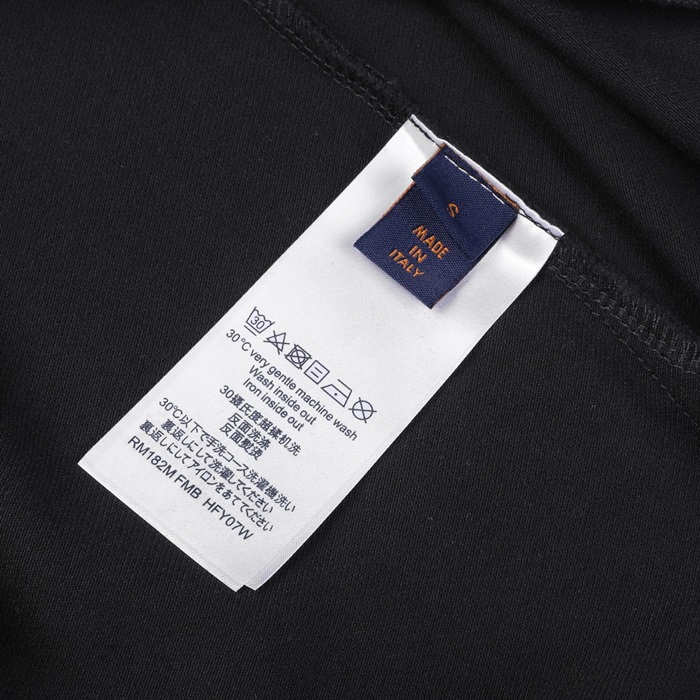 S
MADE
IN
ITALY
30
30°C very gentle machine wash
Wash inside out
Iron inside out
30摄氏度超揉机洗
反面洗涤
反面熨烫
30℃以下で手洗コース洗濯機洗い
裏返しにして洗濯してください
裏返しにしてアイロンをあててください
RM182M FMB HFY07W